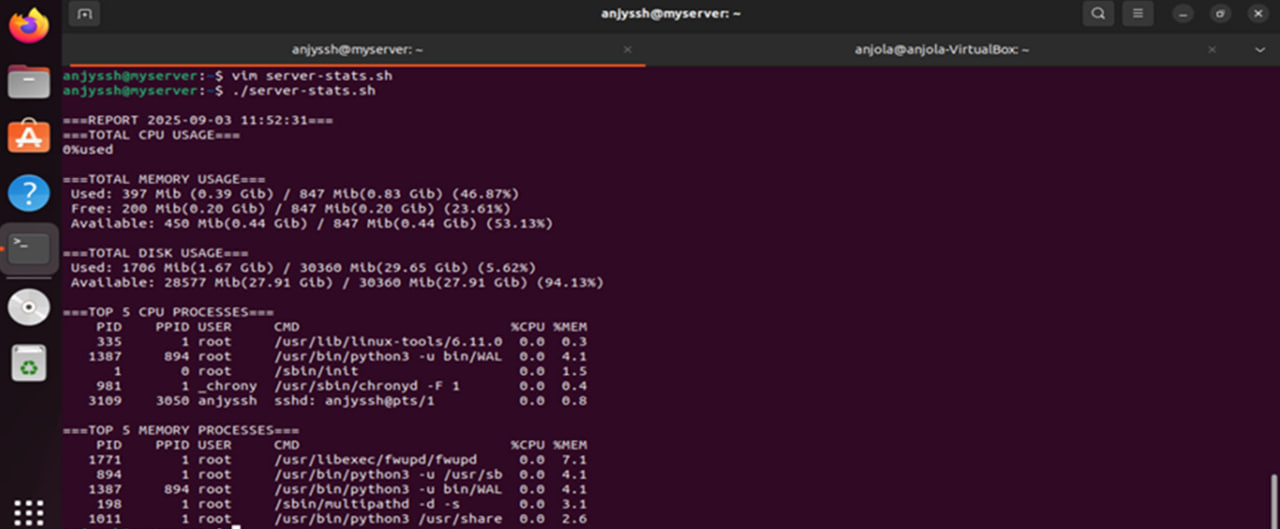 anjyssh@myserver: ~
anjyssh@myserver: ~
anjola@anjola-VirtualBox: ~
anjyssh@myserver:~$ vim server-stats.sh
anjyssh@myserver:~$ ./server-stats.sh
===REPORT 2025-09-03 11:52:31===
===TOTAL CPU USAGE===
0%used
===TOTAL MEMORY USAGE===
Used: 397 Mib (0.39 Gib) / 847 Mib(0.83 Gib) (46.87%)
Free: 200 Mib(0.20 Gib) / 847 Mib(0.20 Gib) (23.61%)
Available: 450 Mib(0.44 Gib) / 847 Mib(0.44 Gib) (53.13%)
===TOTAL DISK USAGE===
Used: 1706 Mib(1.67 Gib) / 30360 Mib(29.65 Gib) (5.62%)
Available: 28577 Mib(27.91 Gib) / 30360 Mib(27.91 Gib) (94.13%)
===TOP 5 CPU PROCESSES===
PID PPID USER CMD %CPU %MEM
335 1 root /usr/lib/linux-tools/6.11.0 0.0 0.3
1387 894 root /usr/bin/python3 -u bin/WAL 0.0 4.1
1 0 root /sbin/init 0.0 1.5
981 1 _chrony /usr/sbin/chronyd -F 1 0.0 0.4
3109 3050 anjyssh sshd: anjyssh@pts/1 0.0 0.8
===TOP 5 MEMORY PROCESSES===
PID PPID USER CMD %CPU %MEM
1771 1 root /usr/libexec/fwupd/fwupd 0.0 7.1
894 1 root /usr/bin/python3 -u /usr/sb 0.0 4.1
1387 894 root /usr/bin/python3 -u bin/WAL 0.0 4.1
198 1 root /sbin/multipathd -d -s 0.0 3.1
1011 1 root /usr/bin/python3 /usr/share 0.0 2.6